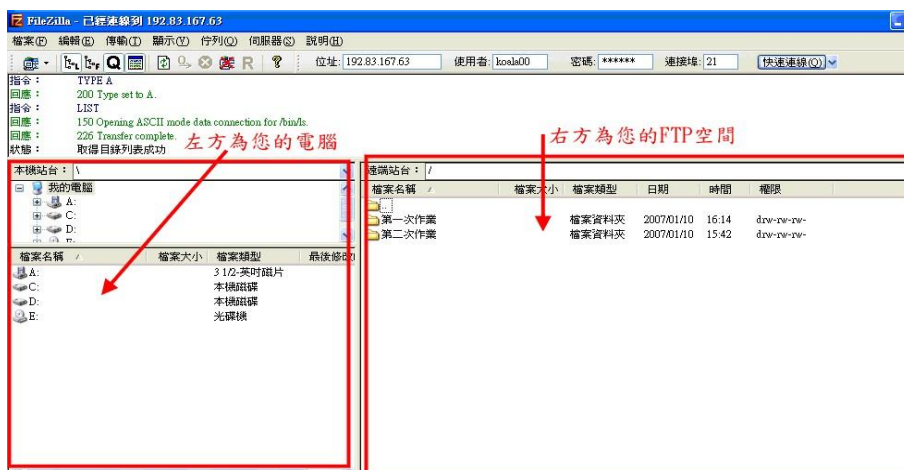 FileZilla - 已經連線到 192.83.167.63
檔案(F) 編輯(E) 傳輸(T) 顯示(V) 佇列(Q) 伺服器(S) 說明(H)
位址: 192.83.167.63 使用者: koala00 密碼: ****** 連接埠: 21 快速連線(Q)
指令： TYPE A
回應： 200 Type set to A.
指令： LIST
回應： 150 Opening ASCII mode data connection for /bin/ls.
回應： 226 Transfer complete.
狀態： 取得目錄列表成功
左方為您的電腦
右方為您的FTP空間
本機站台： \
我的電腦
A:
C:
D:
檔案名稱 檔案大小 檔案類型 最後修改
A: 3 1/2-英吋磁片
C: 本機磁碟
D: 本機磁碟
E: 光碟機
遠端站台： /
檔案名稱 檔案大小 檔案類型 日期 時間 權限
..
第一次作業 檔案資料夾 2007/01/10 16:14 drw-rw-rw-
第二次作業 檔案資料夾 2007/01/10 15:42 drw-rw-rw-